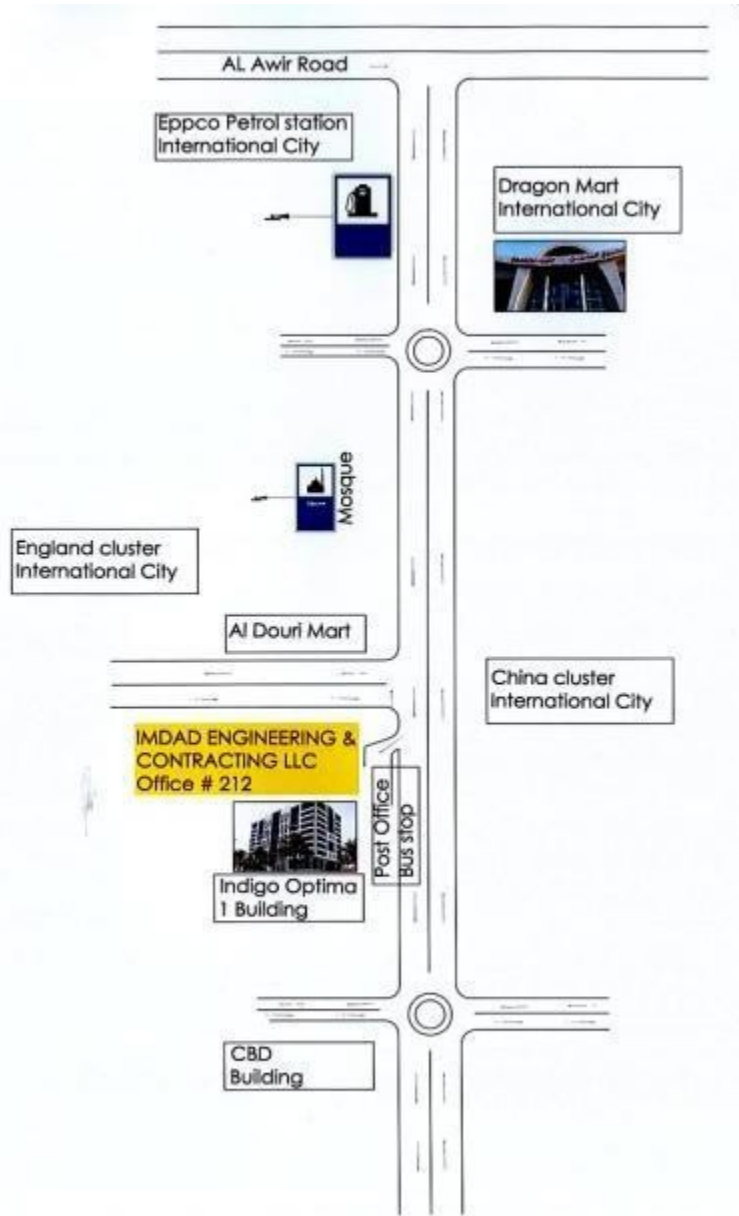 AL Awir Road
Eppco Petrol station
International City
Dragon Mart
International City
Mosque
England cluster
International City
Al Douri Mart
China cluster
International City
IMDAD ENGINEERING &
CONTRACTING LLC
Office # 212
Post Office
Bus stop
Indigo Optima
1 Building
CBD
Building